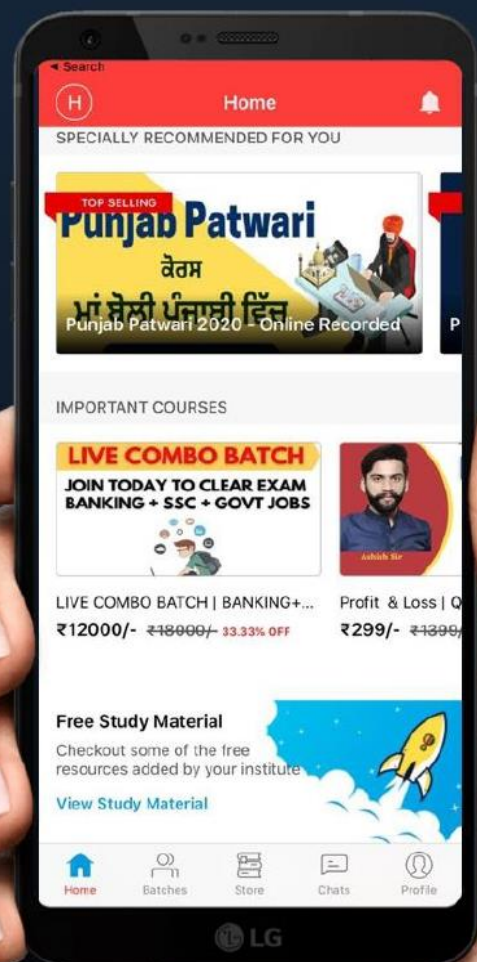 ◄ Search
H
Home
SPECIALLY RECOMMENDED FOR YOU
TOP SELLING
Punjab Patwari
ਕੋਰਸ
ਮਾਂ ਬੋਲੀ ਪੰਜਾਬੀ ਵਿੱਚ
Punjab Patwari 2020 - Online Recorded
P
IMPORTANT COURSES
LIVE COMBO BATCH
JOIN TODAY TO CLEAR EXAM
BANKING + SSC + GOVT JOBS
Ashish Sir
LIVE COMBO BATCH | BANKING+...
₹12000/- ₹18000/- 33.33% OFF
Profit & Loss | Q
₹299/- ₹1399/
Free Study Material
Checkout some of the free
resources added by your institute
View Study Material
Home
Batches
Store
Chats
Profile
LG